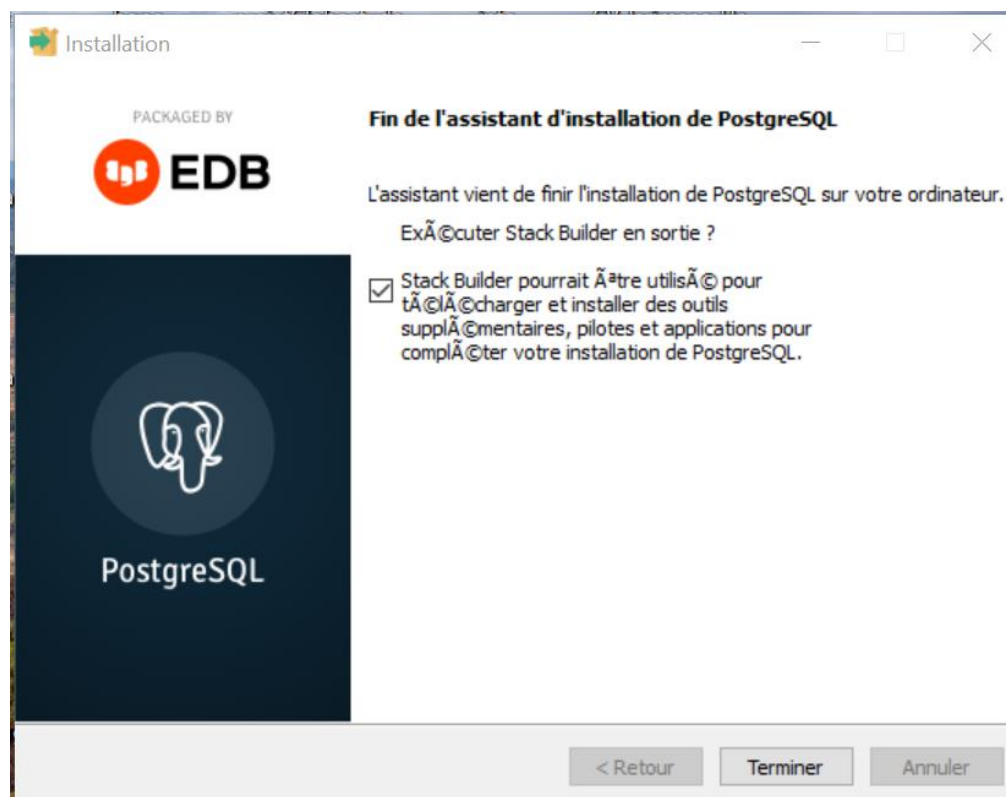 Installation
PACKAGED BY
EDB
Fin de l'assistant d'installation de PostgreSQL
L'assistant vient de finir l'installation de PostgreSQL sur votre ordinateur.
ExÃ©cuter Stack Builder en sortie ?
Stack Builder pourrait Ãªtre utilisÃ© pour
tÃ©lÃ©charger et installer des outils
supplÃ©mentaires, pilotes et applications pour
complÃ©ter votre installation de PostgreSQL.
PostgreSQL
< Retour
Terminer
Annuler